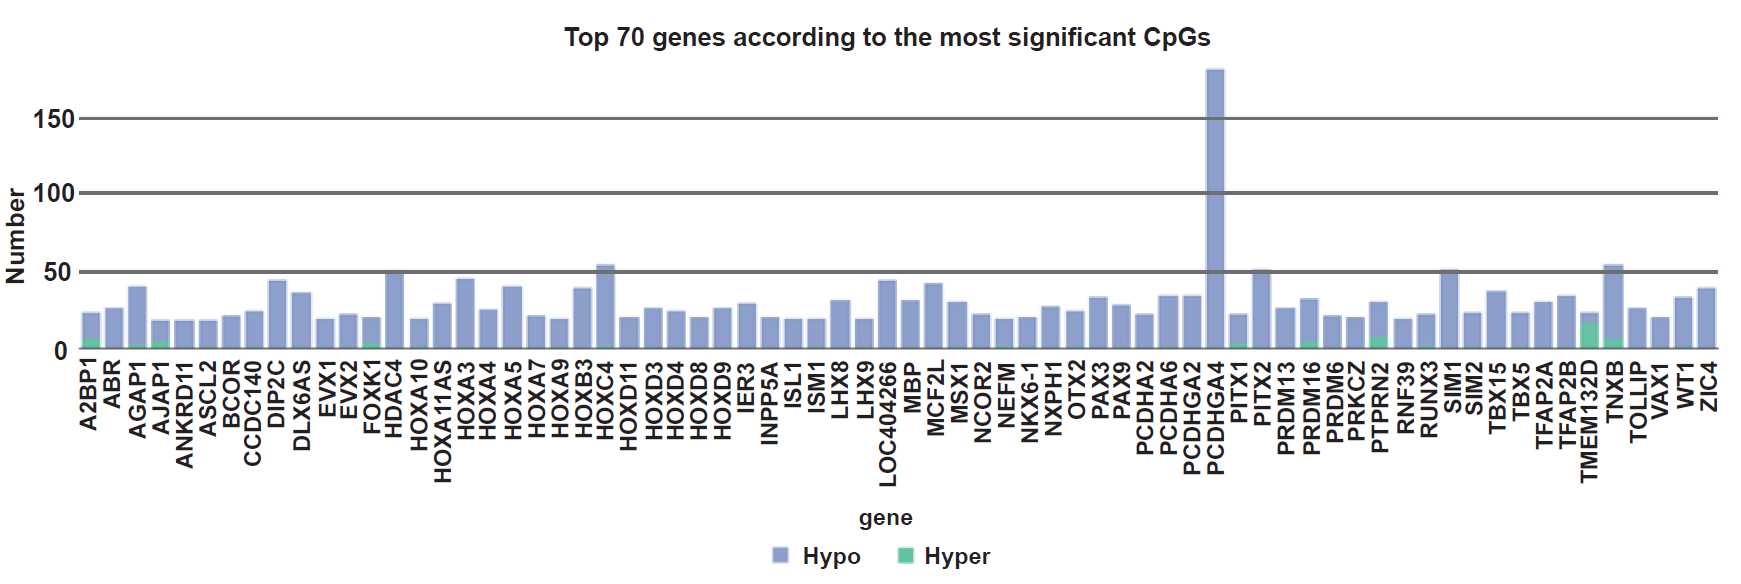 Top 70 genes according to the most significant CpGs
150
100
50
0
Number
A2BP1
ABR
AGAP1
AJAP1
ANKRD11
ASCL2
BCOR
CCDC140
DIP2C
DLX6AS
EVX1
EVX2
FOXK1
HDAC4
HOXA10
HOXA11AS
HOXA3
HOXA4
HOXA5
HOXA7
HOXA9
HOXB3
HOXC4
HOXD11
HOXD3
HOXD4
HOXD8
HOXD9
IER3
INPP5A
ISL1
ISM1
LHX8
LHX9
LOC404266
MBP
MCF2L
MSX1
NCOR2
NEFM
NKX6-1
NXPH1
OTX2
PAX3
PAX9
PCDHA2
PCDHA6
PCDHGA2
PCDHGA4
PITX1
PITX2
PRDM13
PRDM16
PRDM6
PRKCZ
PTPRN2
RNF39
RUNX3
SIM1
SIM2
TBX15
TBX5
TFAP2A
TFAP2B
TMEM132D
TNXB
TOLLIP
VAX1
WT1
ZIC4
gene
Hypo
Hyper